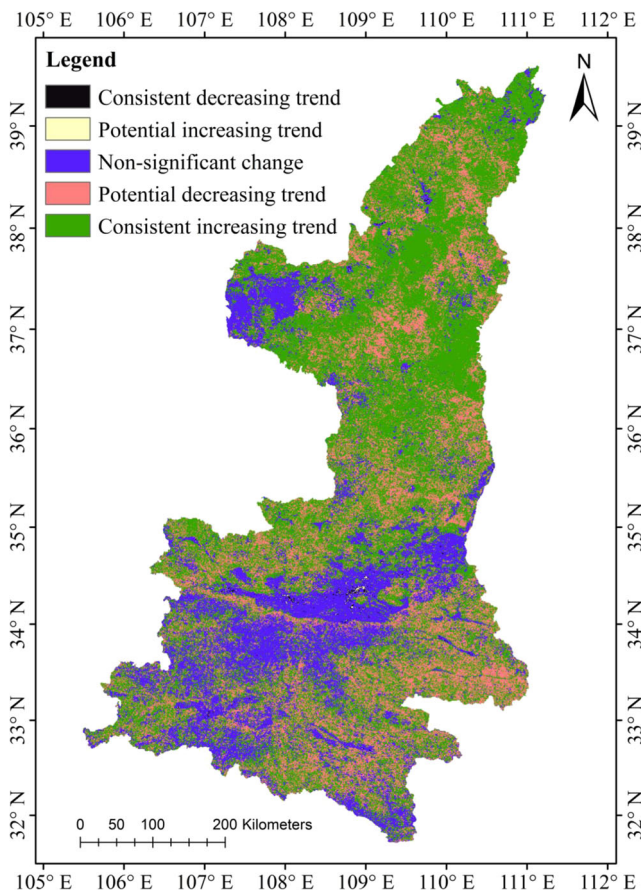 105° E 106° E 107° E 108° E 109° E 110° E 111° E 112° E
Legend
Consistent decreasing trend
Potential increasing trend
Non-significant change
Potential decreasing trend
Consistent increasing trend
N
39° N
38° N
37° N
36° N
35° N
34° N
33° N
32° N
39° N
38° N
37° N
36° N
35° N
34° N
33° N
32° N
0 50 100 200 Kilometers
105° E 106° E 107° E 108° E 109° E 110° E 111° E 112° E